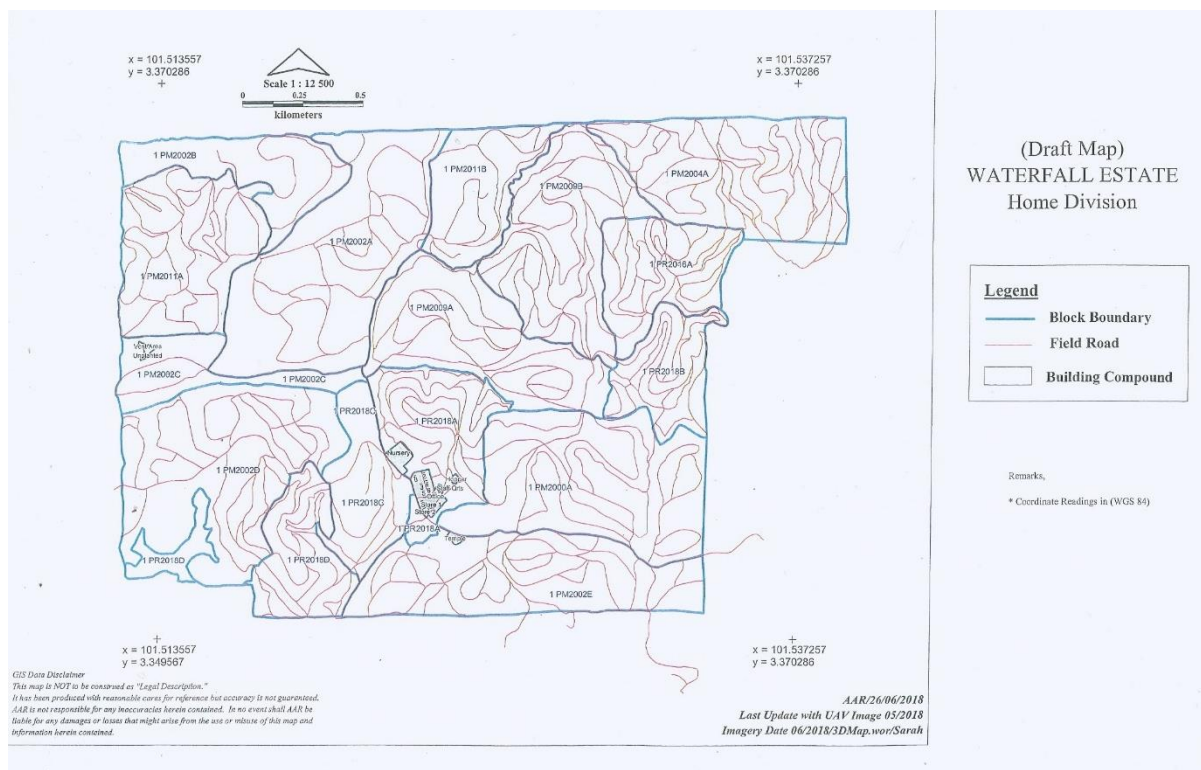 x = 101.513557
y = 3.370286
x = 101.537257
y = 3.370286
Scale 1 : 12 500
0 0.25 0.5
kilometers
(Draft Map)
WATERFALL ESTATE
Home Division
Legend
Block Boundary
Field Road
Building Compound
Remarks,
* Coordinate Readings in (WGS 84)
1 PM2002B
1 PM2011B
1 PM2009B
1 PM2004A
1 PM2002A
1 PM2011A
1 PR2016A
1 PM2009A
Unplanted
1 PM2002C
1 PM2002C
1 PR2018B
1 PR2018C
1 PR2018A
Nursery
1 PM2002D
1 PM2000A
1 PR2018C
Office
1 PR2018A
Temple
1 PR2018D
1 PR2018D
1 PM2002E
x = 101.513557
y = 3.349567
x = 101.537257
y = 3.370286
GIS Data Disclaimer
This map is NOT to be construed as "Legal Description."
It has been produced with reasonable cares for reference but accuracy is not guaranteed.
AAR is not responsible for any inaccuracies herein contained. In no event shall AAR be
liable for any damages or losses that might arise from the use or misuse of this map and
information herein contained.
AAR/26/06/2018
Last Update with UAV Image 05/2018
Imagery Date 06/2018/3DMap.wor/Sarah